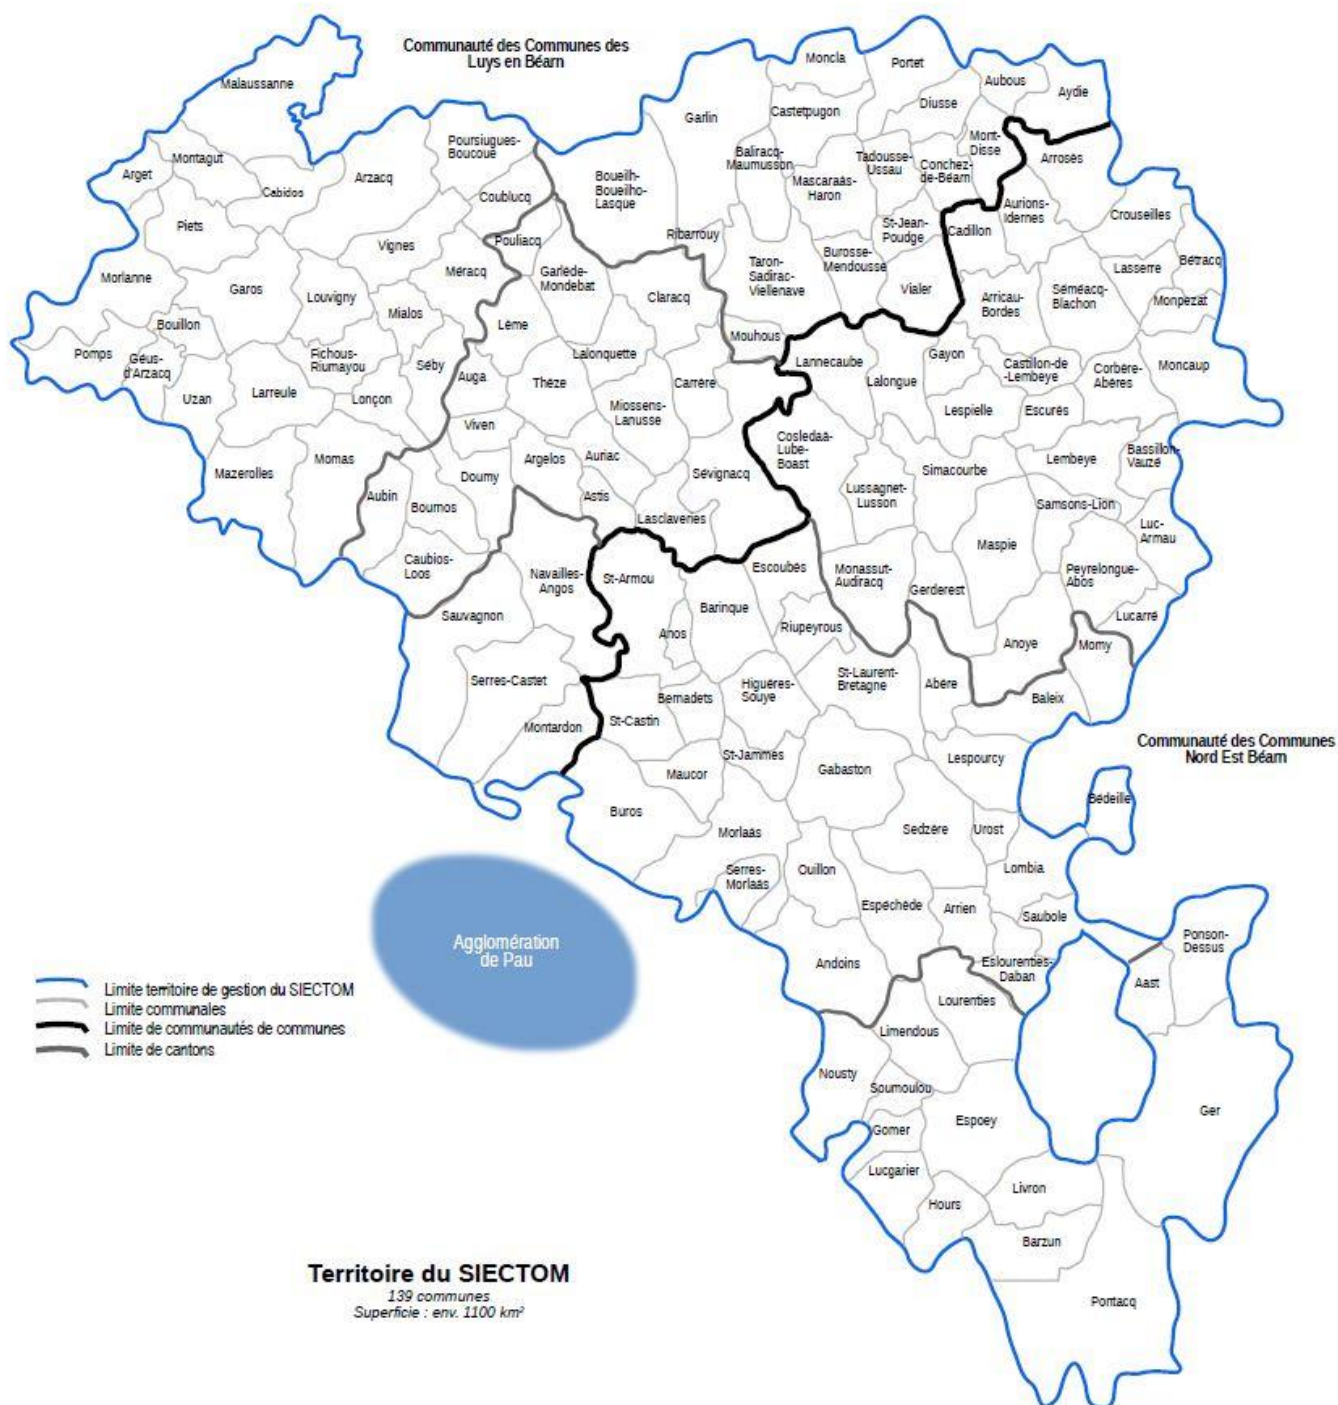 Communauté des Communes des
Luys en Béarn
Malaussanne
Moncla
Portet
Aubous
Aydie
Garlin
Castetpugon
Diusse
Mont-
Disse
Arrosès
Poursiugues-
Boucoue
Montagut
Arget
Cabidos
Arzacq
Coublucq
Boueilh-
Boueilho-
Lasque
Baliracq-
Maumusson
Mascaraàs-
Haron
Tadousse-
Ussau
Conchez-
de-Béarn
Aurions-
Idernes
Crouseilles
Piets
Vignes
Pouliacq
Ribarrouy
St-Jean-
Poudge
Cadillon
Morlanne
Garos
Louvigny
Méracq
Garlède-
Mondebat
Claracq
Taron-
Sadirac-
Viellenave
Burosse-
Mendousse
Vialer
Arricau-
Bordes
Séméacq-
Blachon
Lasserre
Bétracq
Monpezat
Bouillon
Mialos
Lème
Mouhous
Pomps
Géus-
d'Arzacq
Fichous-
Riumayou
Séby
Auga
Lalonquette
Lannecaube
Gayon
Castillon-de
-Lembeye
Corbère-
Abères
Moncaup
Uzan
Larreule
Lonçon
Thèze
Carrère
Lalongue
Miossens-
Lanusse
Lespielle
Escurès
Viven
Mazerolles
Momas
Doumy
Argelos
Auriac
Sévignacq
Cosledaà-
Lube-
Boast
Simacourbe
Lembeye
Bassillon-
Vauzé
Aubin
Bournos
Astis
Lasclaveries
Lussagnet-
Lusson
Samsons-Lion
Luc-
Armau
Caubios-
Loos
Navailles-
Angos
St-Armou
Escoubès
Monassut-
Audiracq
Maspie
Peyrelongue-
Abos
Sauvagnon
Barinque
Gerderest
Lucarré
Anos
Riupeyrous
Anoye
Momy
Serres-Castet
Bernadets
Higuères-
Souye
St-Laurent-
Bretagne
Abère
Baleix
Montardon
St-Castin
St-Jammes
Communauté des Communes
Nord Est Béarn
Maucor
Gabaston
Lespourcy
Buros
Bédeille
Morlaàs
Sedzère
Urost
Serres-
Morlaàs
Ouillon
Lombia
Espéchède
Arrien
Saubole
Ponson-
Dessus
Agglomération
de Pau
Andoins
Eslourenties-
Daban
Aast
Limite territoire de gestion du SIECTOM
Limite communales
Limite de communautés de communes
Limite de cantons
Lourenties
Limendous
Nousty
Soumoulou
Ger
Gomer
Espoey
Lucgarier
Livron
Hours
Barzun
Pontacq
Territoire du SIECTOM
139 communes
Superficie : env. 1100 km²